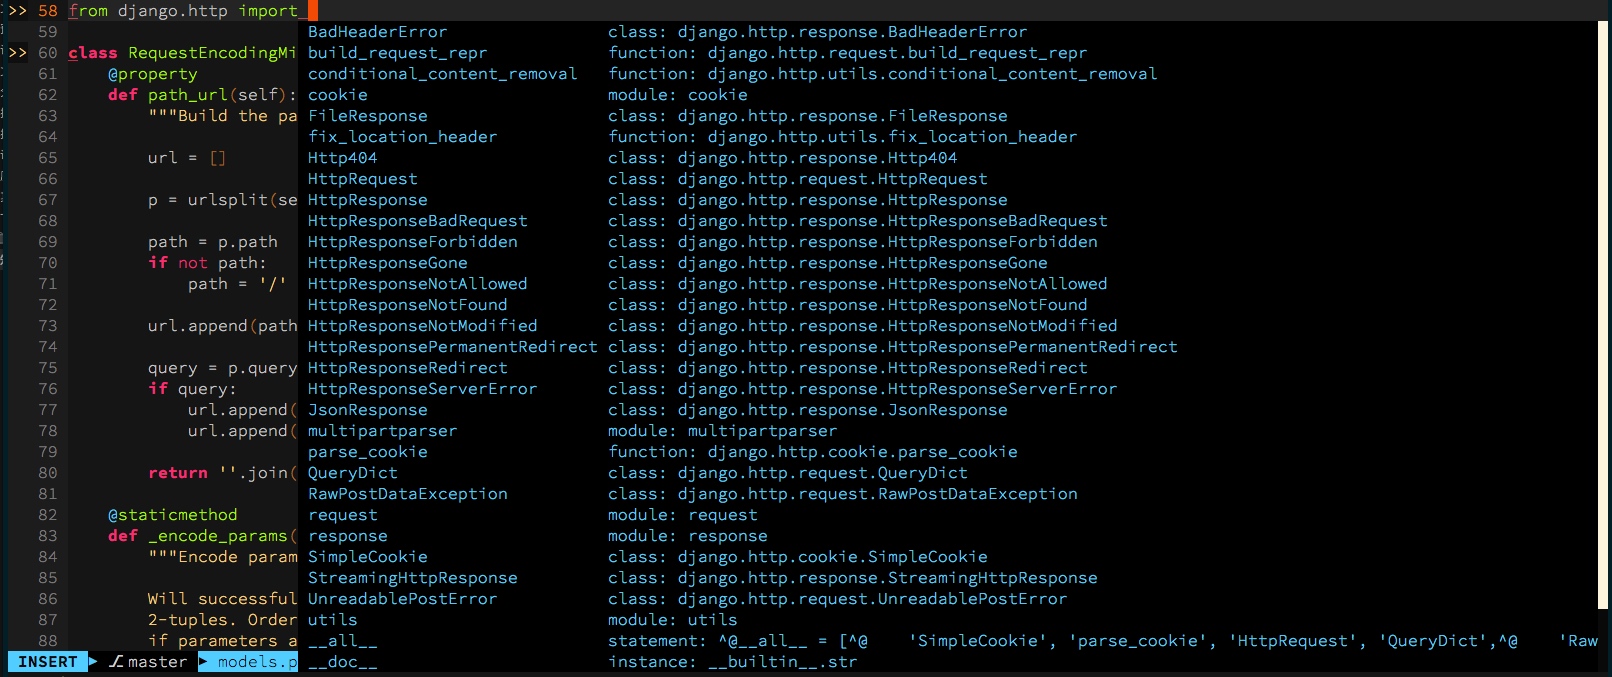 >> 58 from django.http import
59 BadHeaderError class: django.http.response.BadHeaderError
>> 60 class RequestEncodingMi build_request_repr function: django.http.request.build_request_repr
61 @property conditional_content_removal function: django.http.utils.conditional_content_removal
62 def path_url(self): cookie module: cookie
63 """Build the pa FileResponse class: django.http.response.FileResponse
64 fix_location_header function: django.http.utils.fix_location_header
65 url = [] Http404 class: django.http.response.Http404
66 HttpRequest class: django.http.request.HttpRequest
67 p = urlsplit(se HttpResponse class: django.http.response.HttpResponse
68 HttpResponseBadRequest class: django.http.response.HttpResponseBadRequest
69 path = p.path HttpResponseForbidden class: django.http.response.HttpResponseForbidden
70 if not path: HttpResponseGone class: django.http.response.HttpResponseGone
71 path = '/' HttpResponseNotAllowed class: django.http.response.HttpResponseNotAllowed
72 HttpResponseNotFound class: django.http.response.HttpResponseNotFound
73 url.append(path HttpResponseNotModified class: django.http.response.HttpResponseNotModified
74 HttpResponsePermanentRedirect class: django.http.response.HttpResponsePermanentRedirect
75 query = p.query HttpResponseRedirect class: django.http.response.HttpResponseRedirect
76 if query: HttpResponseServerError class: django.http.response.HttpResponseServerError
77 url.append( JsonResponse class: django.http.response.JsonResponse
78 url.append( multipartparser module: multipartparser
79 parse_cookie function: django.http.cookie.parse_cookie
80 return ''.join( QueryDict class: django.http.request.QueryDict
81 RawPostDataException class: django.http.request.RawPostDataException
82 @staticmethod request module: request
83 def _encode_params( response module: response
84 """Encode param SimpleCookie class: django.http.cookie.SimpleCookie
85 StreamingHttpResponse class: django.http.response.StreamingHttpResponse
86 Will successful UnreadablePostError class: django.http.request.UnreadablePostError
87 2-tuples. Order utils module: utils
88 if parameters a __all__ statement: ^@__all__ = [^@    'SimpleCookie', 'parse_cookie', 'HttpRequest', 'QueryDict',^@    'Raw
INSERT master models.p __doc__ instance: __builtin__.str